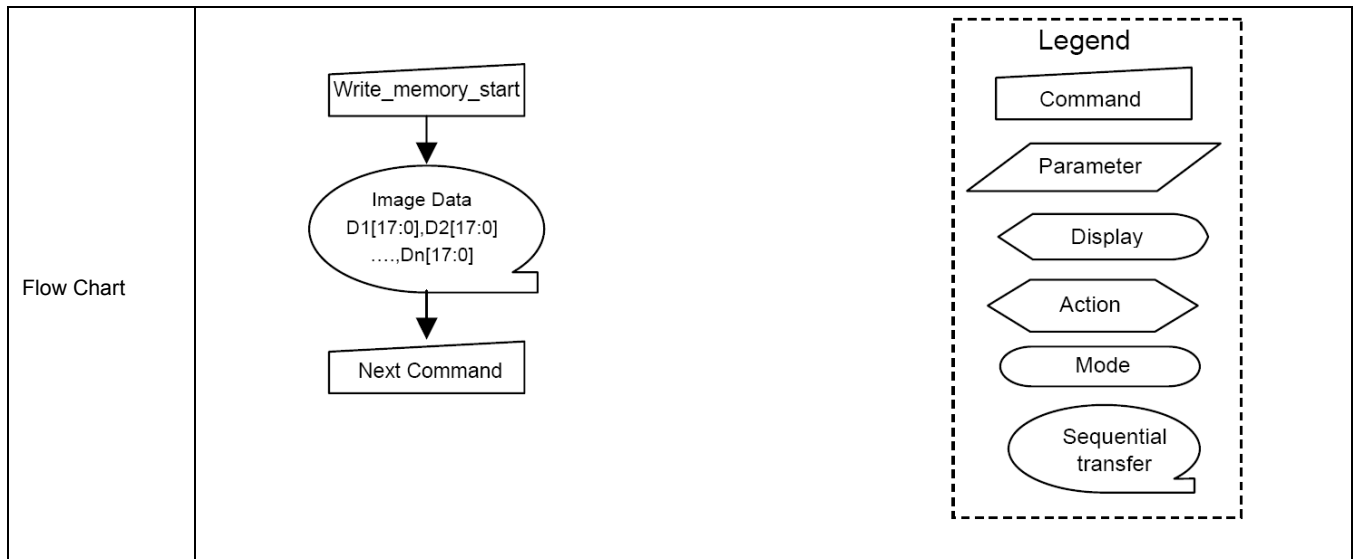 Flow Chart
Write_memory_start
Image Data
D1[17:0],D2[17:0]
....,Dn[17:0]
Next Command
Legend
Command
Parameter
Display
Action
Mode
Sequential
transfer